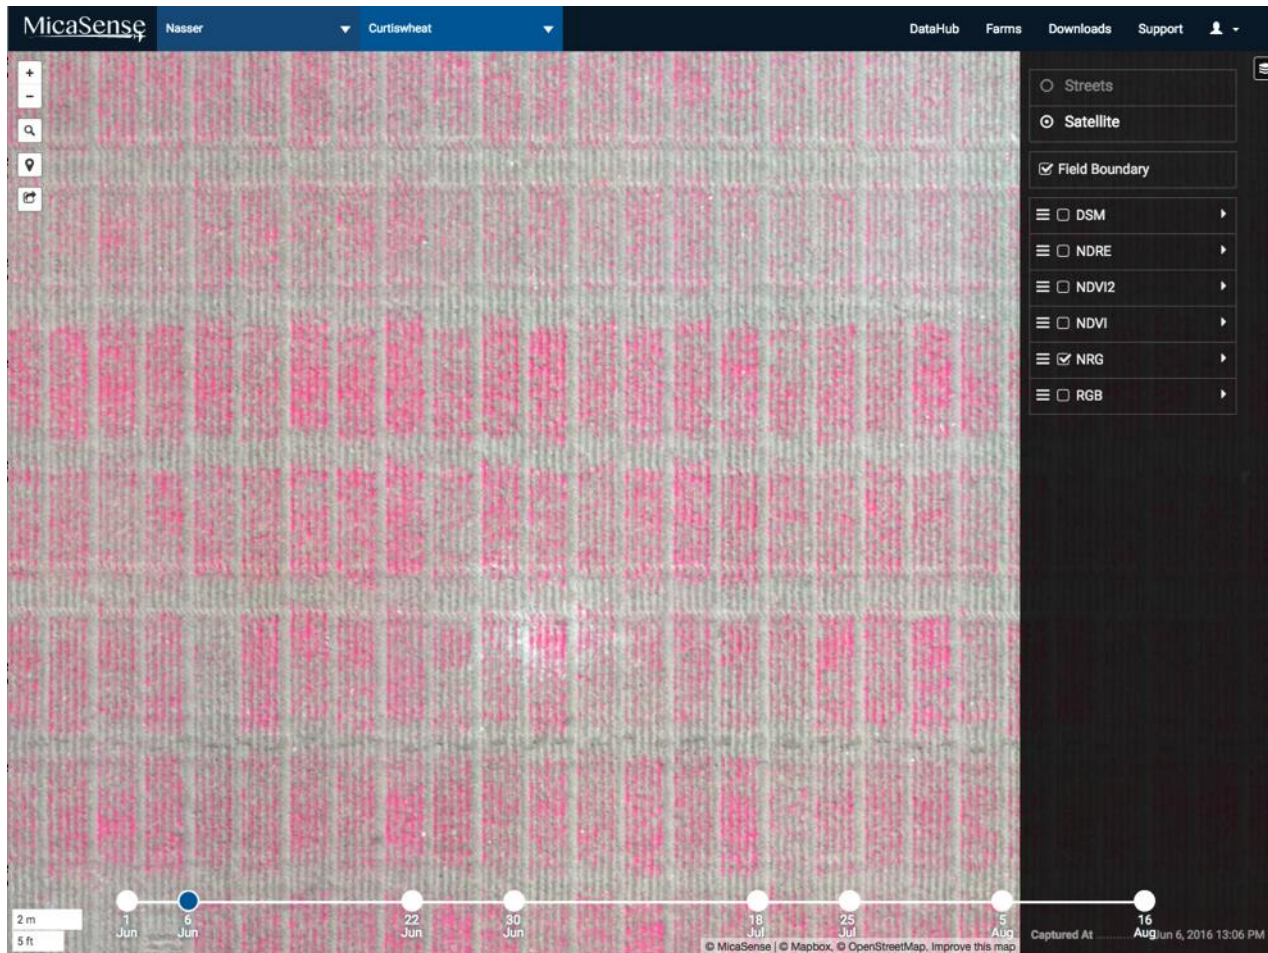 MicaSense
Nasser
Curtiswheat
DataHub Farms Downloads Support
+
−
Streets
Satellite
Field Boundary
DSM
NDRE
NDVI2
NDVI
NRG
RGB
1 Jun
6 Jun
22 Jun
30 Jun
18 Jul
25 Jul
5 Aug
16 Aug
2 m
5 ft
© MicaSense | © Mapbox, © OpenStreetMap, Improve this map
Captured At ........ Jun 6, 2016 13:06 PM